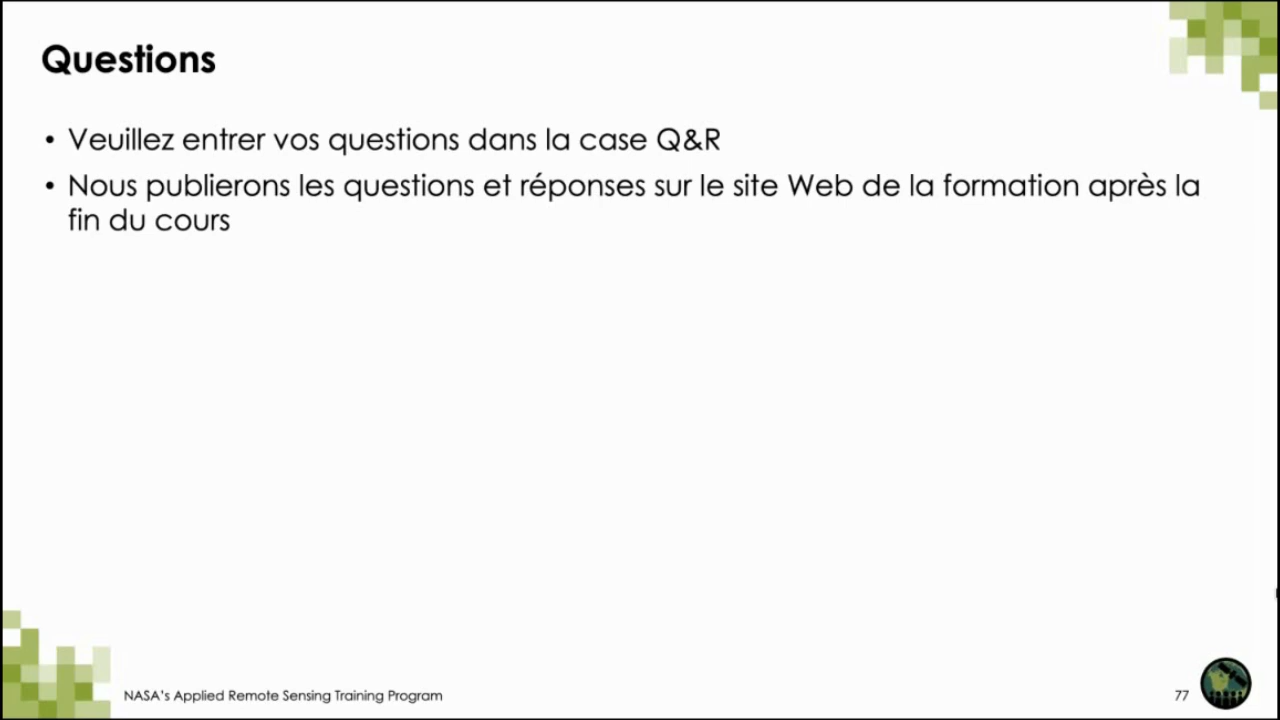 Questions
• Veuillez entrer vos questions dans la case Q&R
• Nous publierons les questions et réponses sur le site Web de la formation après la
fin du cours
NASA's Applied Remote Sensing Training Program
77